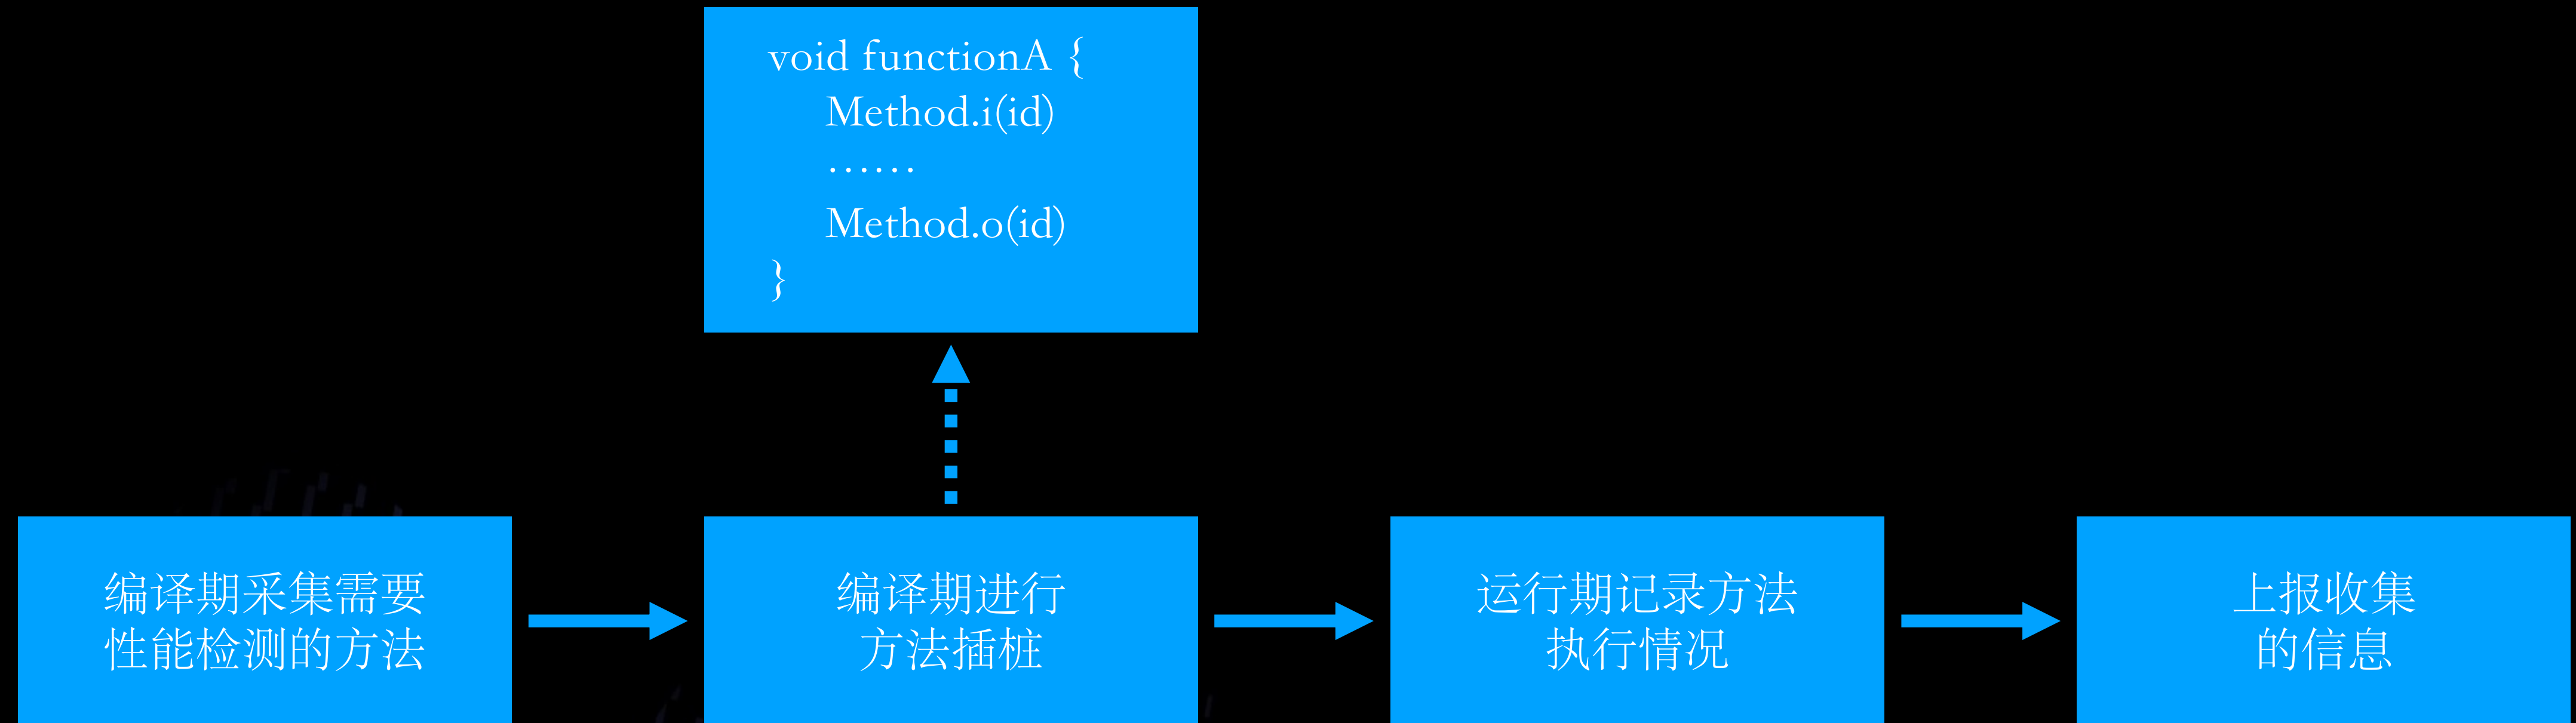 void functionA {
Method.i(id)
······
Method.o(id)
}
编译期采集需要
性能检测的方法
编译期进行
方法插桩
运行期记录方法
执行情况
上报收集
的信息